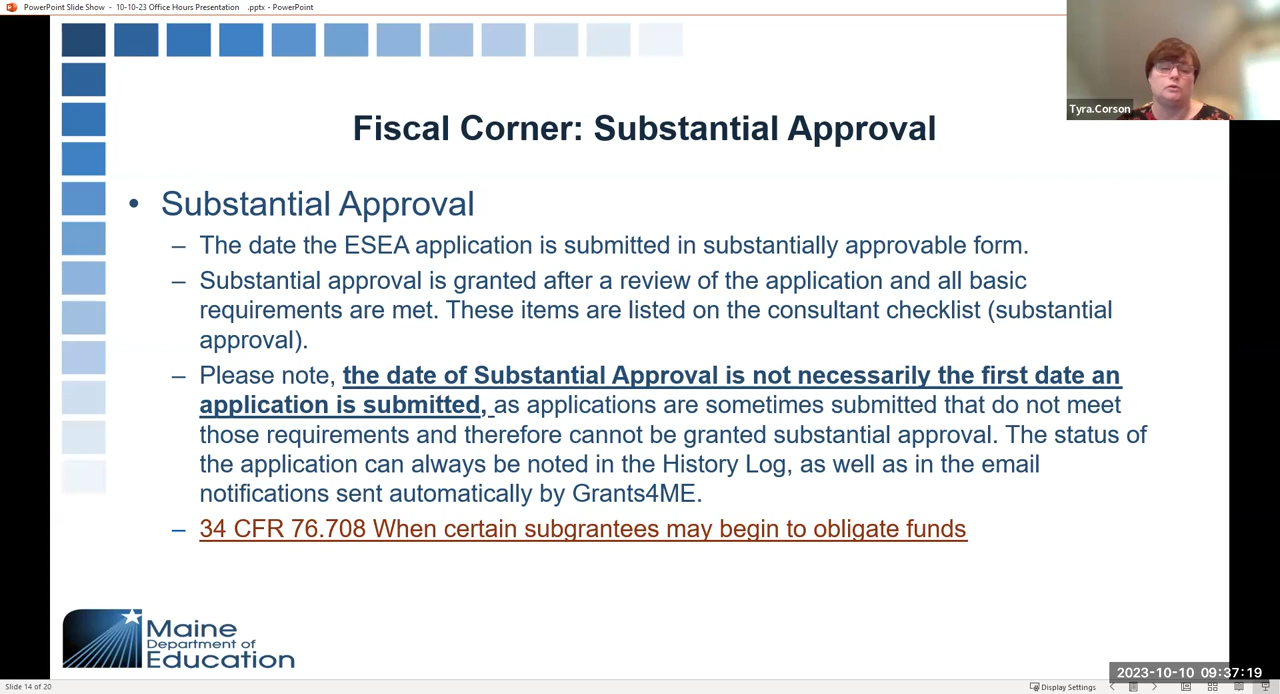 PowerPoint Slide Show - 10-10-23 Office Hours Presentation .pptx - PowerPoint
Tyra.Corson
Fiscal Corner: Substantial Approval
• Substantial Approval
– The date the ESEA application is submitted in substantially approvable form.
– Substantial approval is granted after a review of the application and all basic
requirements are met. These items are listed on the consultant checklist (substantial
approval).
– Please note, the date of Substantial Approval is not necessarily the first date an
application is submitted, as applications are sometimes submitted that do not meet
those requirements and therefore cannot be granted substantial approval. The status of
the application can always be noted in the History Log, as well as in the email
notifications sent automatically by Grants4ME.
– 34 CFR 76.708 When certain subgrantees may begin to obligate funds
Maine
Department of
Education
2023-10-10 09:37:19
Slide 14 of 20
Display Settings